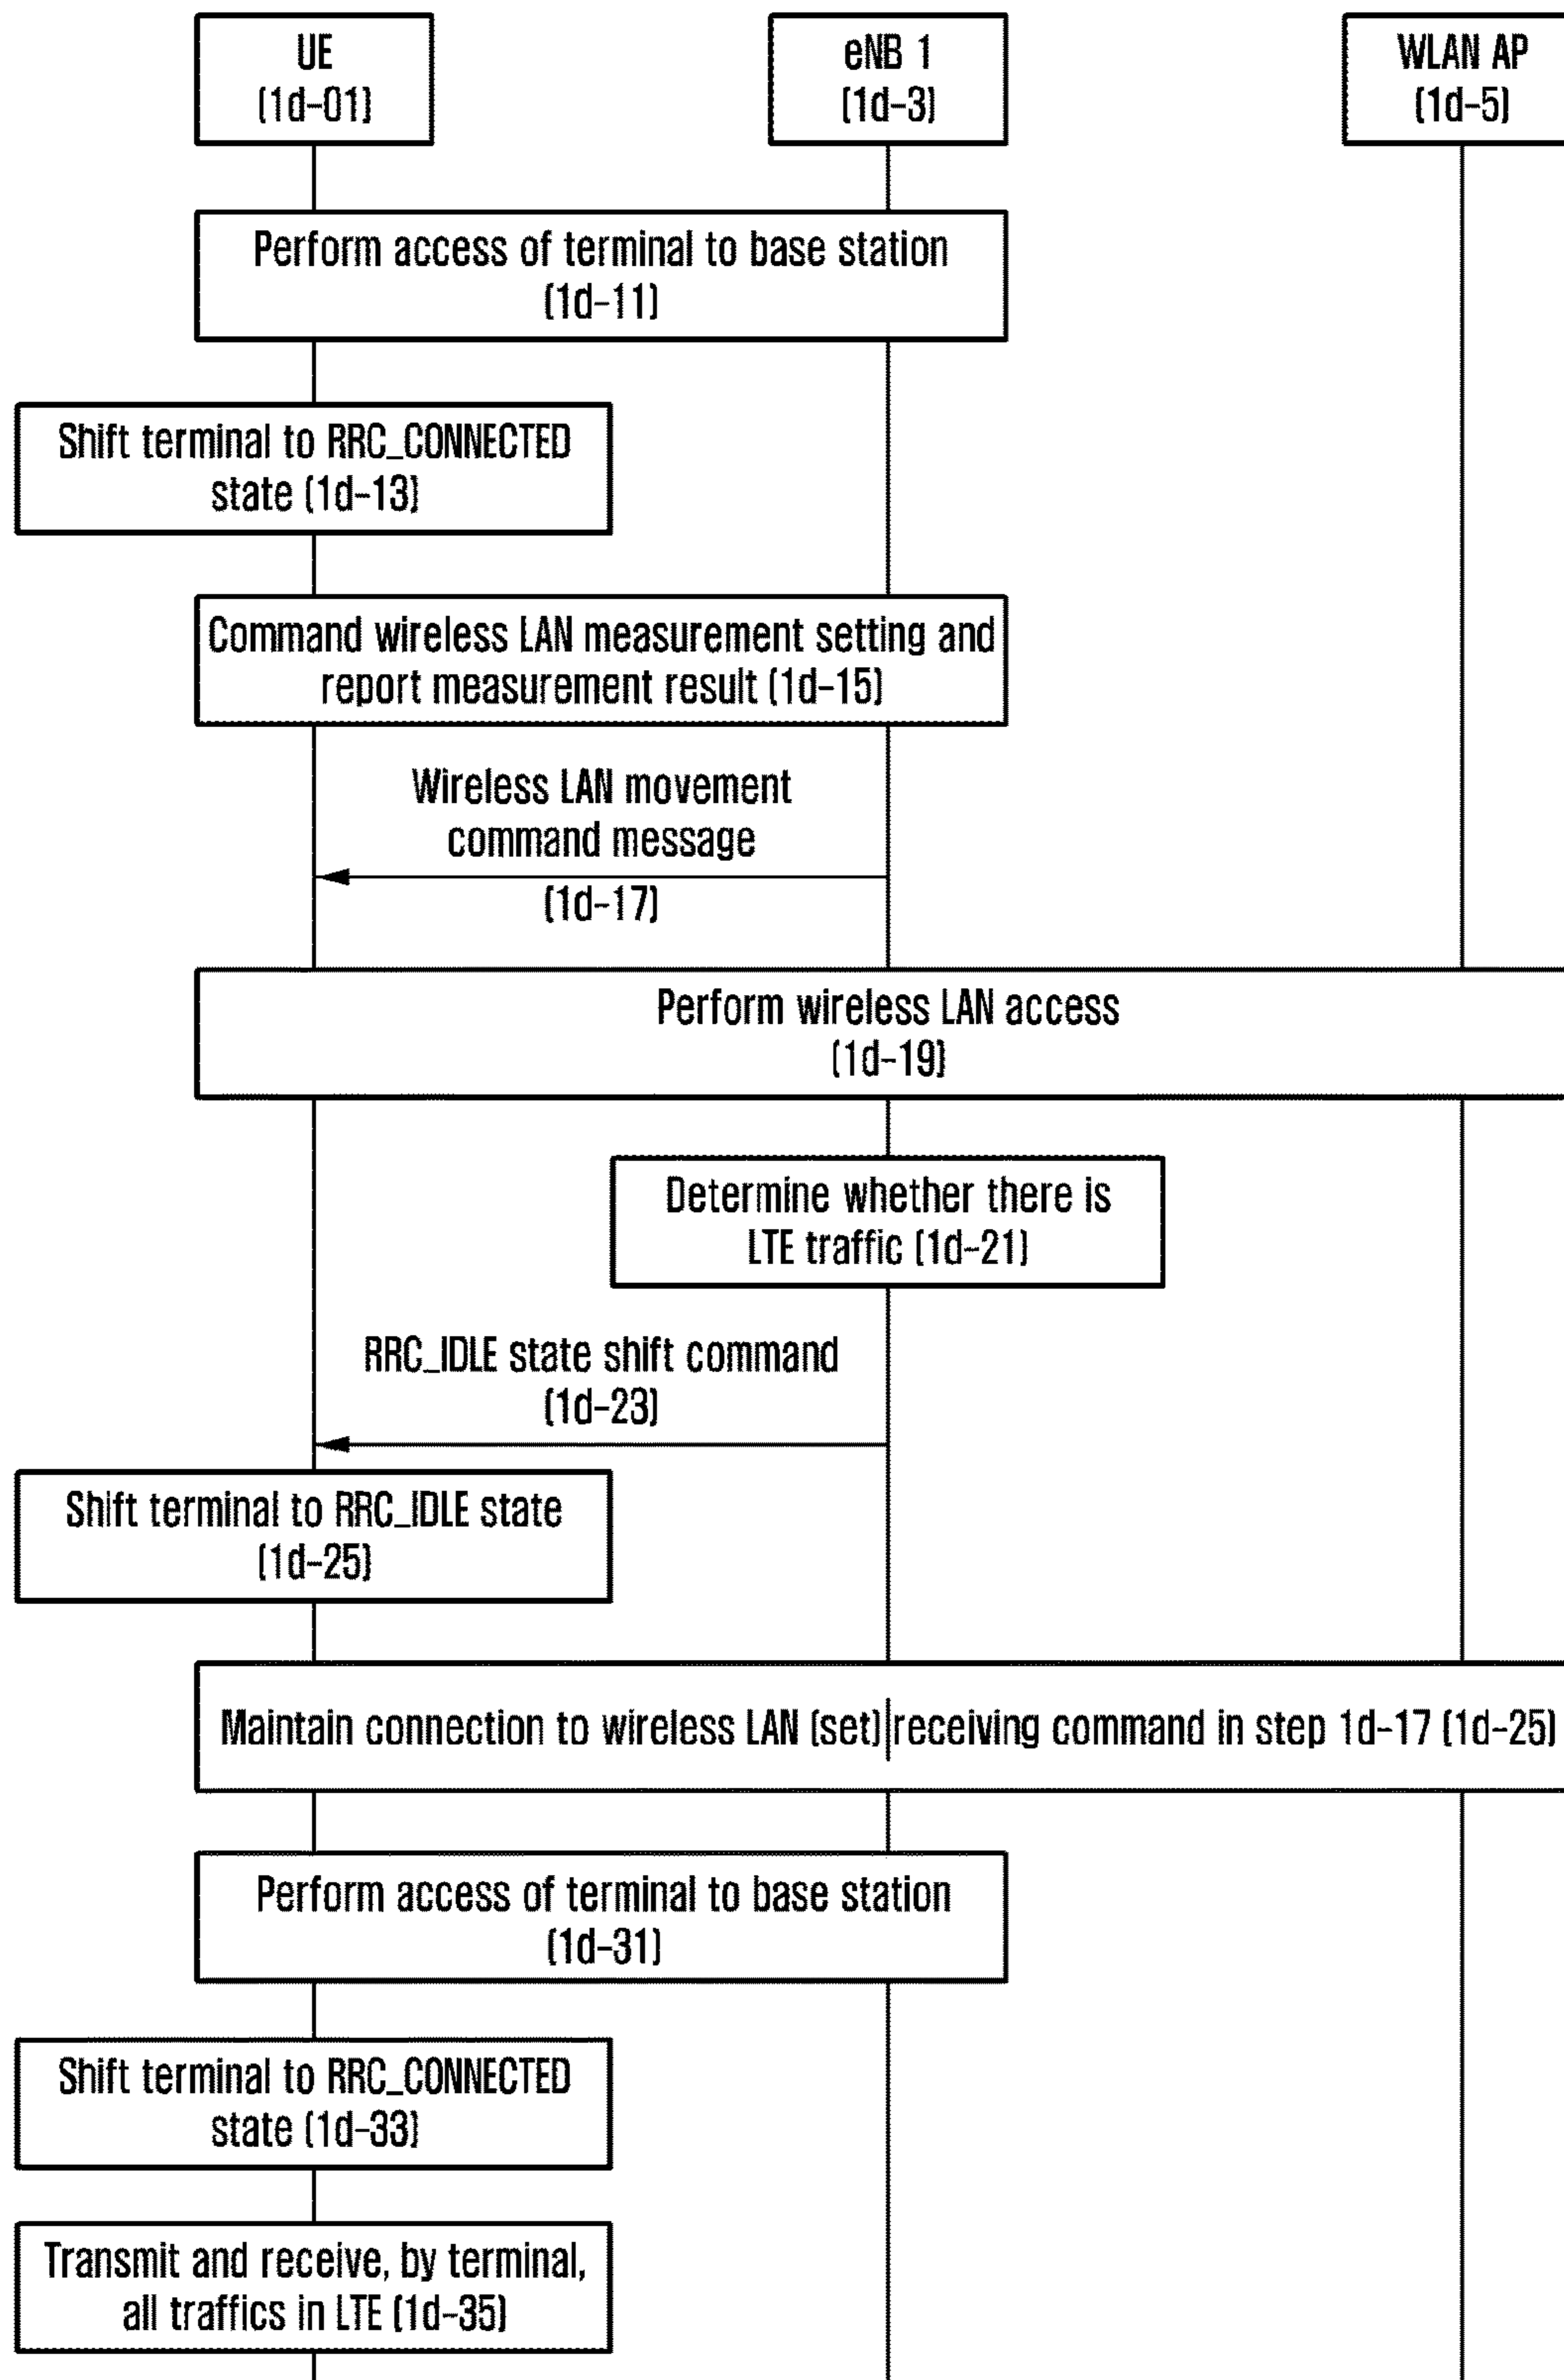 UE
(1d-01)
eNB 1
(1d-3)
WLAN AP
(1d-5)
Perform access of terminal to base station
(1d-11)
Shift terminal to RRC_CONNECTED
state (1d-13)
Command wireless LAN measurement setting and
report measurement result (1d-15)
Wireless LAN movement
command message
(1d-17)
Perform wireless LAN access
(1d-19)
Determine whether there is
LTE traffic (1d-21)
RRC_IDLE state shift command
(1d-23)
Shift terminal to RRC_IDLE state
(1d-25)
Maintain connection to wireless LAN (set) receiving command in step 1d-17 (1d-25)
Perform access of terminal to base station
(1d-31)
Shift terminal to RRC_CONNECTED
state (1d-33)
Transmit and receive, by terminal,
all traffics in LTE (1d-35)